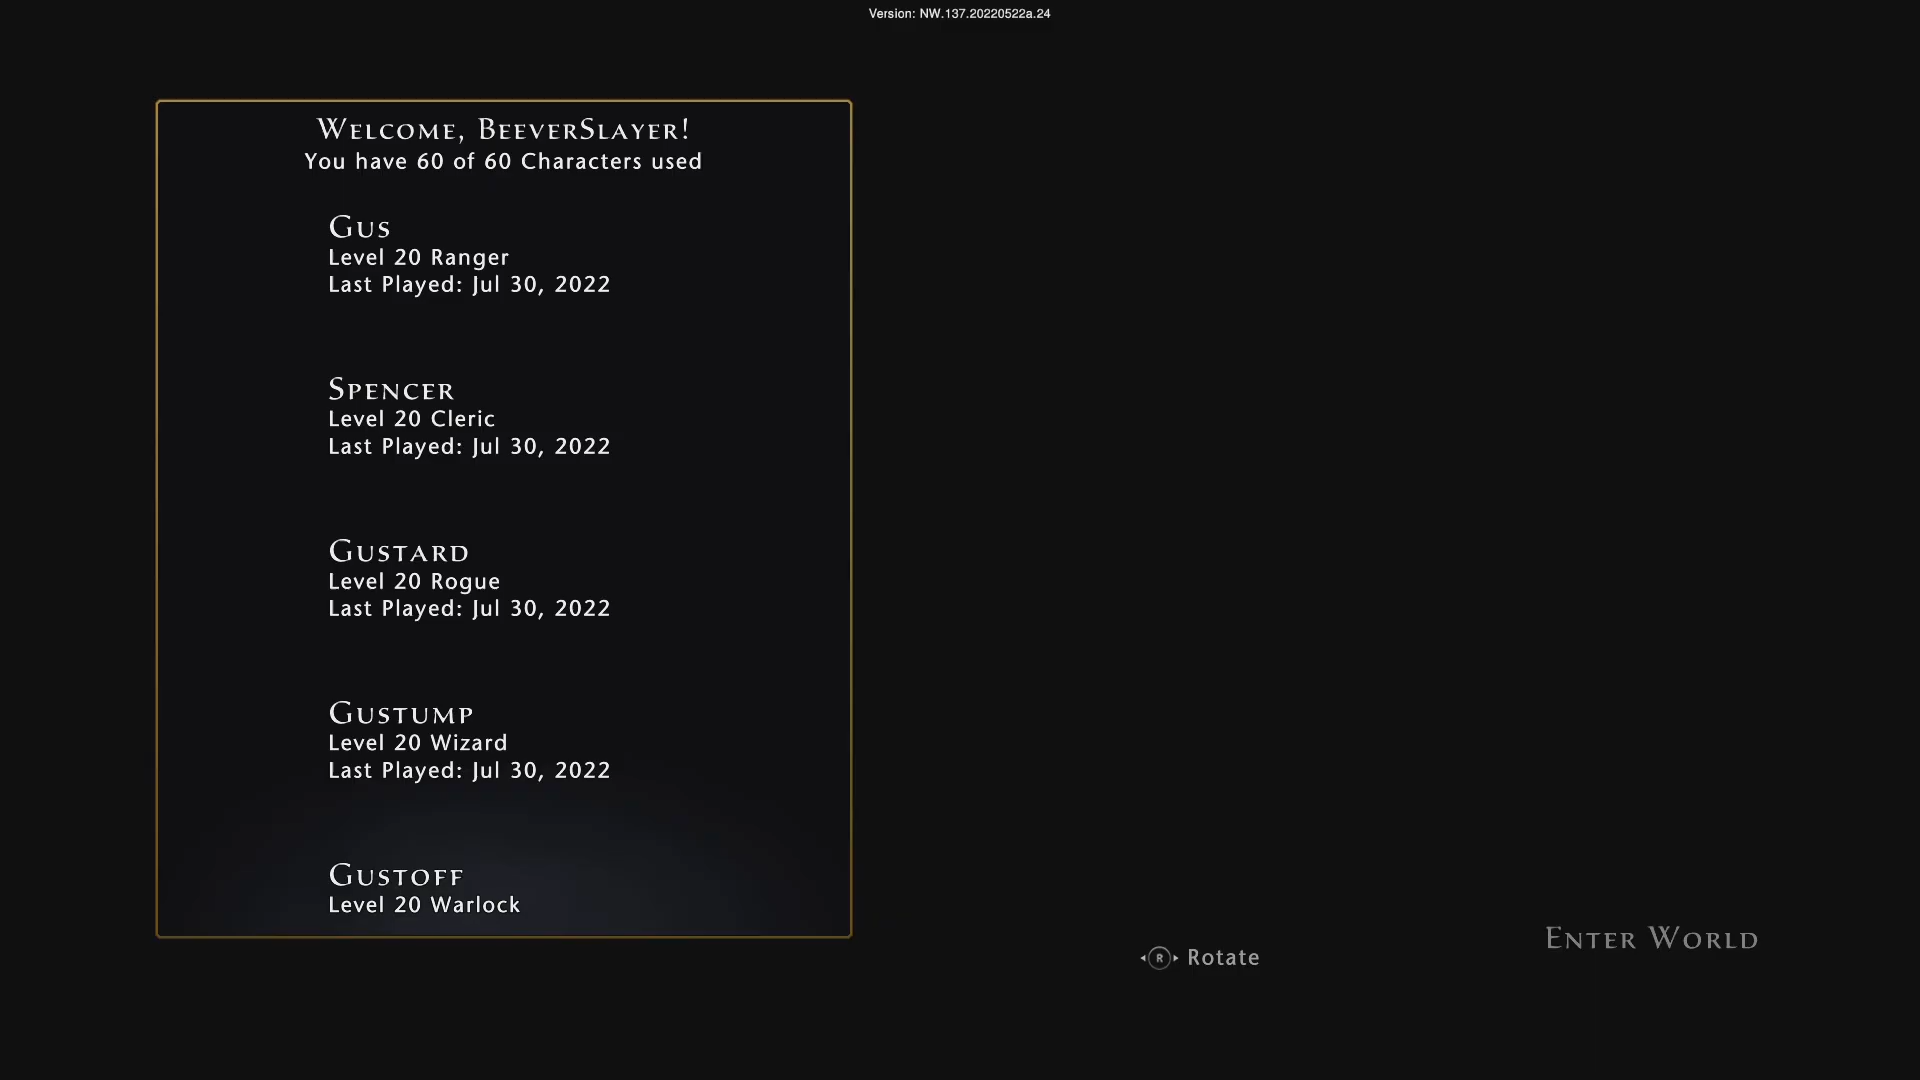 Version: NW.137.20220522a.24
Welcome, BeeverSlayer!
You have 60 of 60 Characters used
Gus
Level 20 Ranger
Last Played: Jul 30, 2022
Spencer
Level 20 Cleric
Last Played: Jul 30, 2022
Gustard
Level 20 Rogue
Last Played: Jul 30, 2022
Gustump
Level 20 Wizard
Last Played: Jul 30, 2022
Gustoff
Level 20 Warlock
Enter World
R Rotate